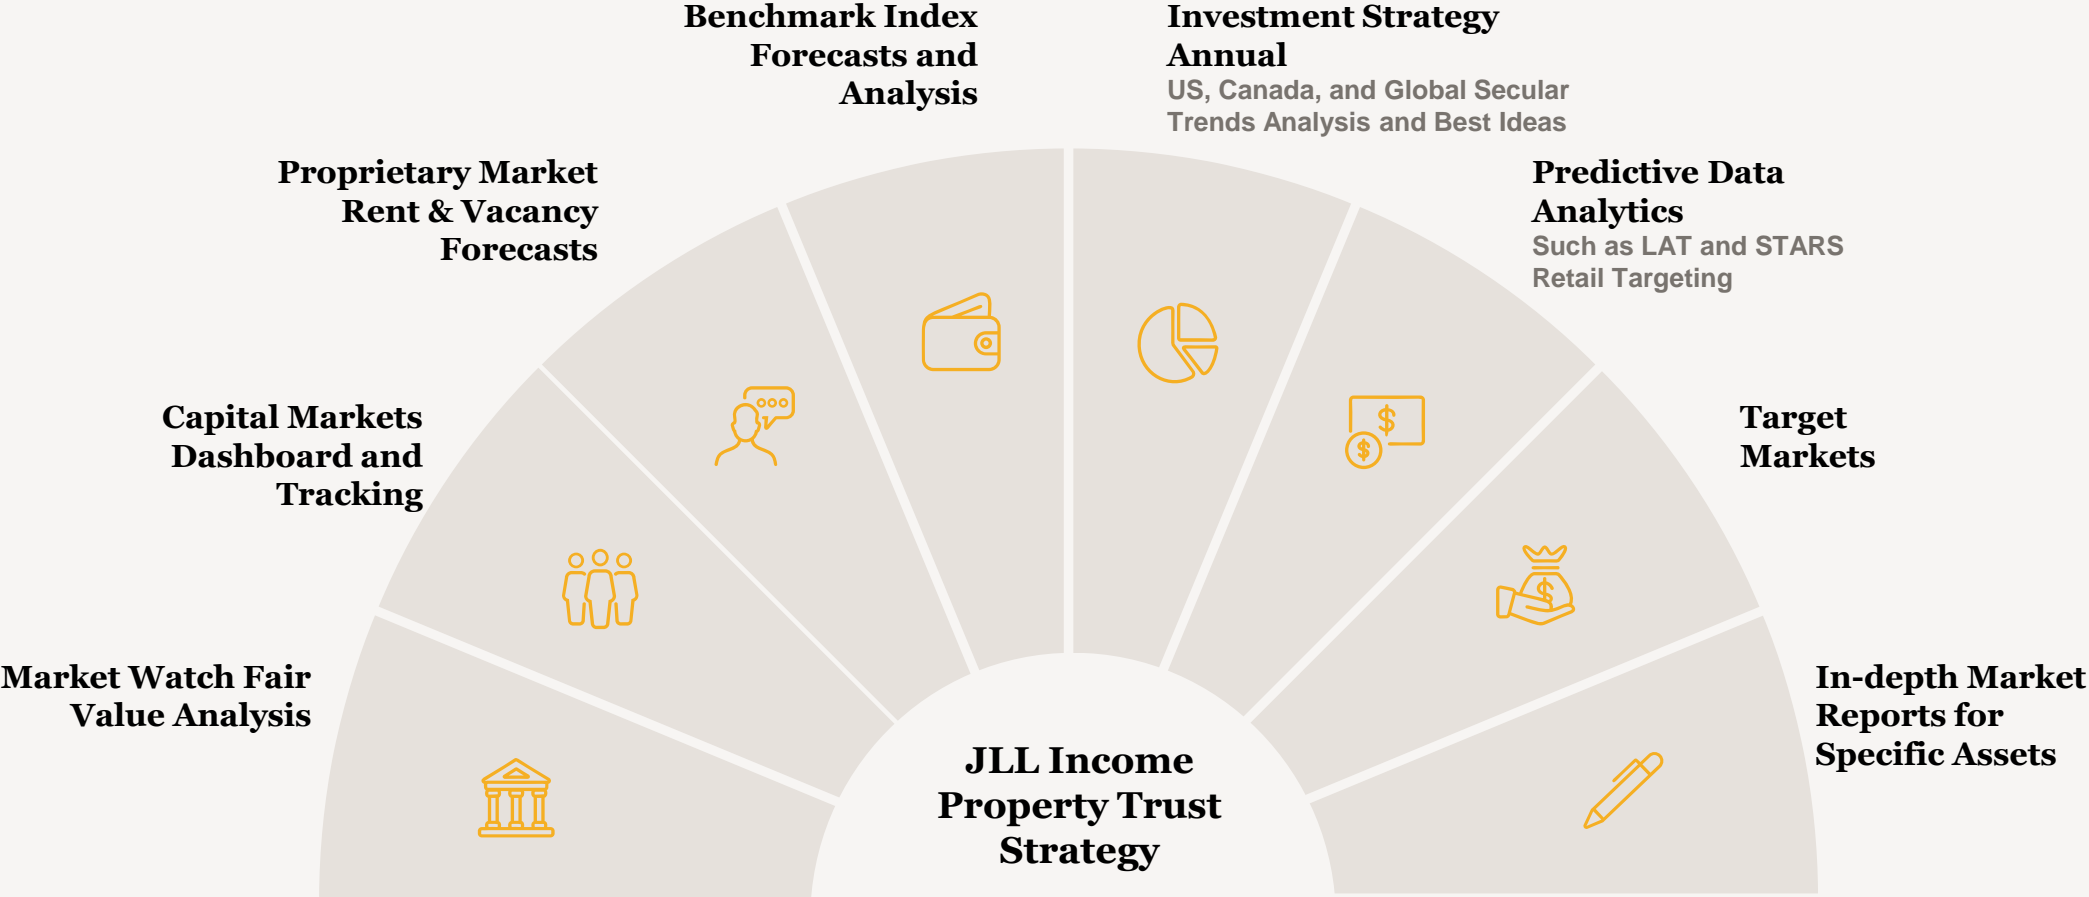 Benchmark Index
Forecasts and
Analysis
Investment Strategy
Annual
US, Canada, and Global Secular
Trends Analysis and Best Ideas
Proprietary Market
Rent & Vacancy
Forecasts
Predictive Data
Analytics
Such as LAT and STARS
Retail Targeting
Capital Markets
Dashboard and
Tracking
Target
Markets
Market Watch Fair
Value Analysis
In-depth Market
Reports for
Specific Assets
JLL Income
Property Trust
Strategy
$
$
$